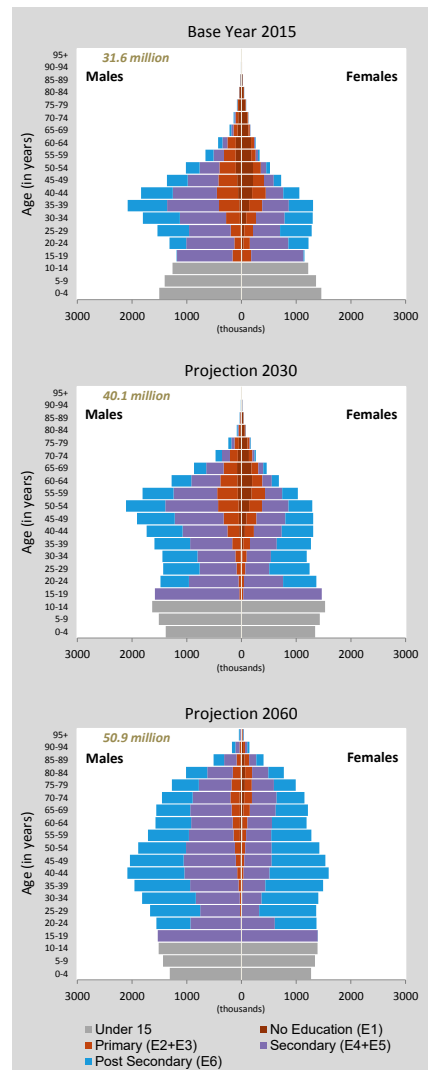 Base Year 2015
31.6 million
Males
Females
Age (in years)
95+
90-94
85-89
80-84
75-79
70-74
65-69
60-64
55-59
50-54
45-49
40-44
35-39
30-34
25-29
20-24
15-19
10-14
5-9
0-4
3000 2000 1000 0 1000 2000 3000
(thousands)
Projection 2030
40.1 million
Males
Females
Age (in years)
95+
90-94
85-89
80-84
75-79
70-74
65-69
60-64
55-59
50-54
45-49
40-44
35-39
30-34
25-29
20-24
15-19
10-14
5-9
0-4
3000 2000 1000 0 1000 2000 3000
(thousands)
Projection 2060
50.9 million
Males
Females
Age (in years)
95+
90-94
85-89
80-84
75-79
70-74
65-69
60-64
55-59
50-54
45-49
40-44
35-39
30-34
25-29
20-24
15-19
10-14
5-9
0-4
3000 2000 1000 0 1000 2000 3000
(thousands)
Under 15
No Education (E1)
Primary (E2+E3)
Secondary (E4+E5)
Post Secondary (E6)